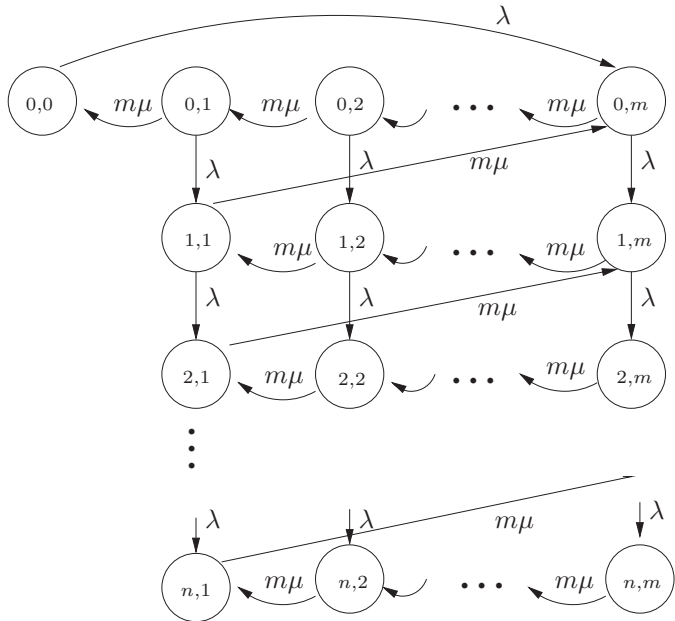 λ
0,0 mμ 0,1 mμ 0,2 • • • mμ 0,m
λ λ mμ λ
1,1 mμ 1,2 • • • mμ 1,m
λ λ mμ λ
2,1 mμ 2,2 • • • mμ 2,m
λ λ mμ λ
n,1 mμ n,2 • • • mμ n,m